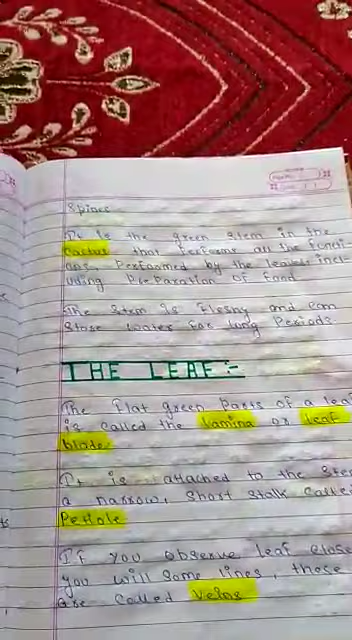 Spines
It is the green stem in the
cactus that performs all the functi-
ons, performed by the leaves incl-
uding preparation of food
The stem is fleshy and can
store water for long periods
THE LEAF:-
The flat green parts of a leaf
is called the lamina or leaf
blade.
It is attached to the ste
a narrow, short stalk calle
Petiole
If you observe leaf close
you will some lines, these
are called veins